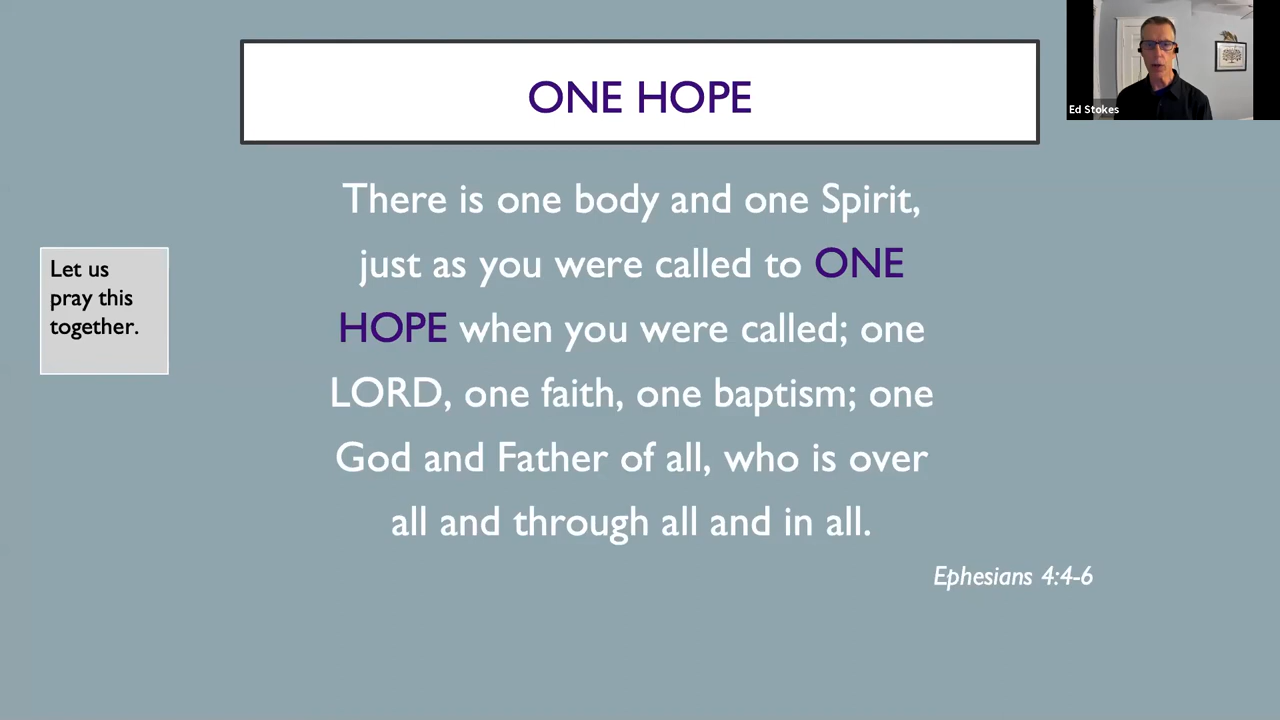 ONE HOPE
Ed Stokes
There is one body and one Spirit,
just as you were called to ONE
HOPE when you were called; one
LORD, one faith, one baptism; one
God and Father of all, who is over
all and through all and in all.
Let us
pray this
together.
Ephesians 4:4-6